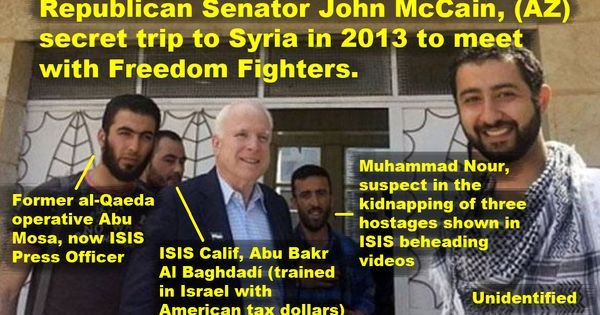 Republican Senator John McCain, (AZ)
secret trip to Syria in 2013 to meet
with Freedom Fighters.
Former al-Qaeda
operative Abu
Mosa, now ISIS
Press Officer
ISIS Calif, Abu Bakr
Al Baghdadí (trained
in Israel with
American tax dollars)
Muhammad Nour,
suspect in the
kidnapping of three
hostages shown in
ISIS beheading
videos
Unidentified